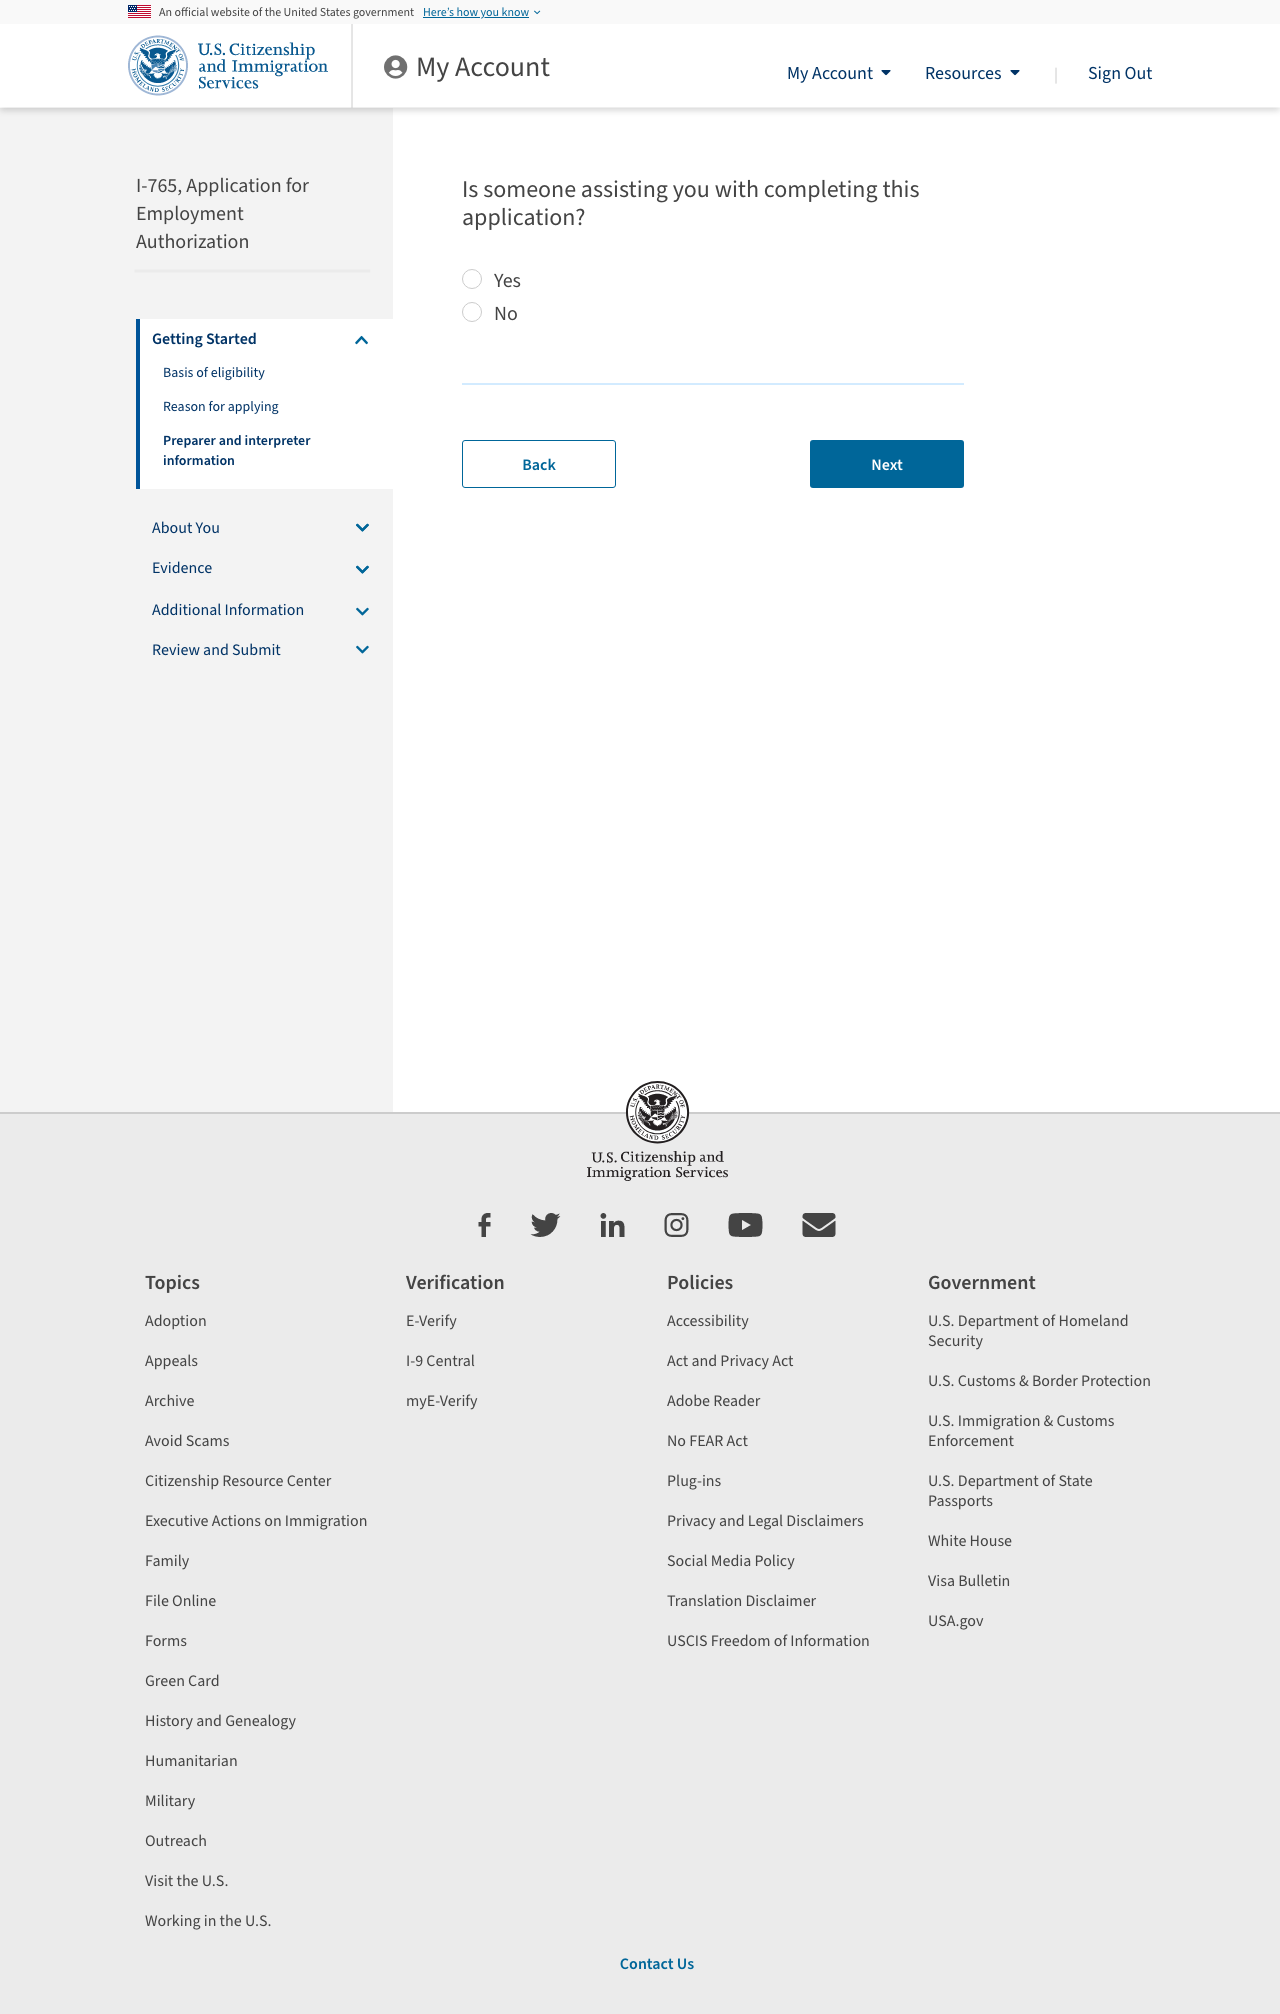 An official website of the United States government Here's how you know
U.S. Citizenship
and Immigration
Services
My Account
My Account
Resources
Sign Out
I-765, Application for
Employment
Authorization
Getting Started
Basis of eligibility
Reason for applying
Preparer and interpreter
information
About You
Evidence
Additional Information
Review and Submit
Is someone assisting you with completing this
application?
Yes
No
Back
Next
U.S. Citizenship and
Immigration Services
Topics
Adoption
Appeals
Archive
Avoid Scams
Citizenship Resource Center
Executive Actions on Immigration
Family
File Online
Forms
Green Card
History and Genealogy
Humanitarian
Military
Outreach
Visit the U.S.
Working in the U.S.
Verification
E-Verify
I-9 Central
myE-Verify
Policies
Accessibility
Act and Privacy Act
Adobe Reader
No FEAR Act
Plug-ins
Privacy and Legal Disclaimers
Social Media Policy
Translation Disclaimer
USCIS Freedom of Information
Government
U.S. Department of Homeland
Security
U.S. Customs & Border Protection
U.S. Immigration & Customs
Enforcement
U.S. Department of State
Passports
White House
Visa Bulletin
USA.gov
Contact Us